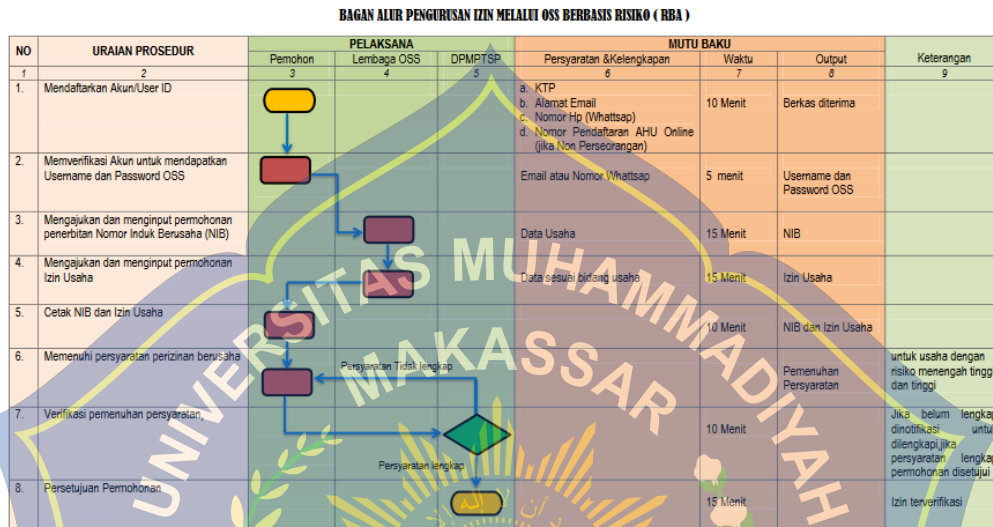 BAGAN ALUR PENGURUSAN IZIN MELALUI OSS BERBASIS RISIKO ( RBA )
NO
URAIAN PROSEDUR
PELAKSANA
MUTU BAKU
Keterangan
Pemohon
Lembaga OSS
DPMPTSP
Persyaratan &Kelengkapan
Waktu
Output
1
2
3
4
5
6
7
8
9
1.
Mendaftarkan Akun/User ID
a. KTP
b. Alamat Email
c. Nomor Hp (Whattsap)
d. Nomor Pendaftaran AHU Online
(jika Non Perseorangan)
10 Menit
Berkas diterima
2.
Memverifikasi Akun untuk mendapatkan
Username dan Password OSS
Email atau Nomor Whattsap
5 menit
Username dan
Password OSS
3.
Mengajukan dan menginput permohonan
penerbitan Nomor Induk Berusaha (NIB)
Data Usaha
15 Menit
NIB
4.
Mengajukan dan menginput permohonan
Izin Usaha
Data sesuai bidang usaha
15 Menit
Izin Usaha
5.
Cetak NIB dan Izin Usaha
10 Menit
NIB dan Izin Usaha
6.
Memenuhi persyaratan perizinan berusaha
Persyaratan Tidak lengkap
Pemenuhan
Persyaratan
untuk usaha dengan
risiko menengah tinggi
dan tinggi
7.
Verifikasi pemenuhan persyaratan,
Persyaratan lengkap
10 Menit
Jika belum lengkap
dinotifikasi untu
dilengkapi,jika
persyaratan lengkap
permohonan disetujui
8.
Persetujuan Permohonan
15 Menit
Izin terverifikasi
UNIVERSITAS MUHAMMADIYAH
MAKASSAR